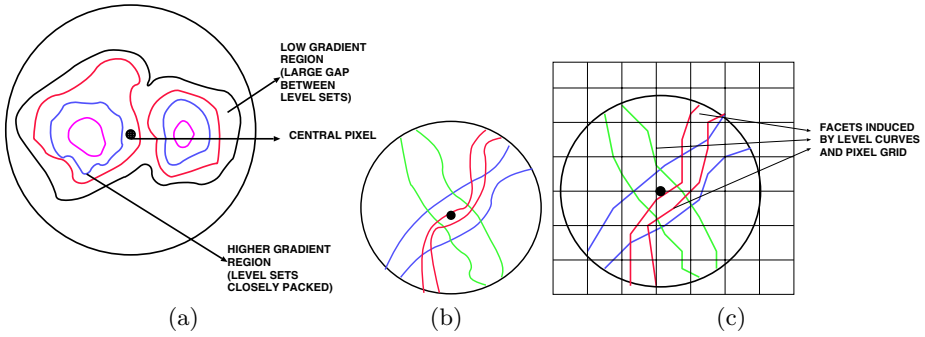 LOW GRADIENT
REGION
(LARGE GAP
BETWEEN
LEVEL SETS)
CENTRAL PIXEL
HIGHER GRADIENT
REGION
(LEVEL SETS
CLOSELY PACKED)
FACETS INDUCED
BY LEVEL CURVES
AND PIXEL GRID
(a)
(b)
(c)